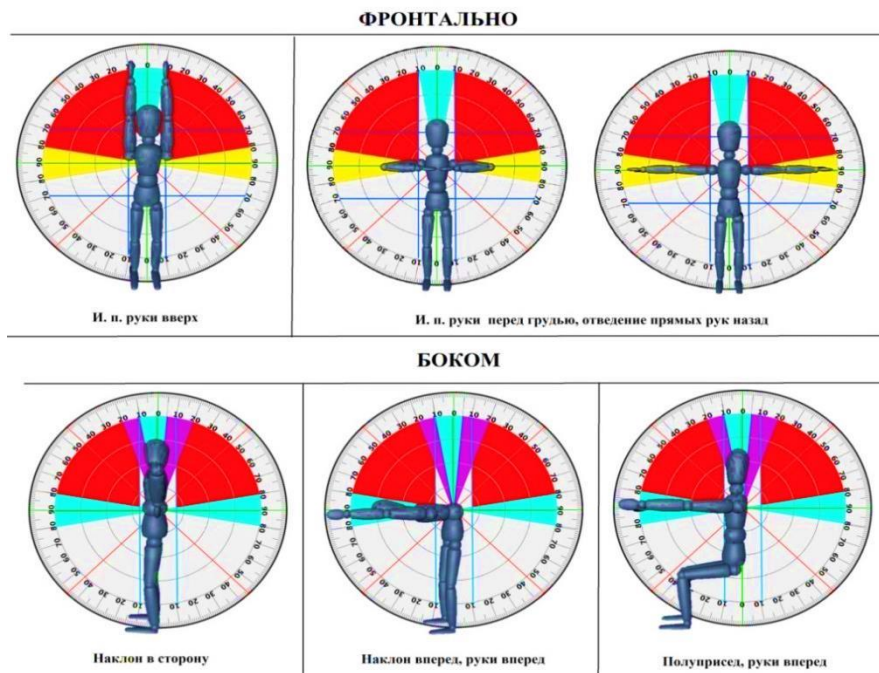 ФРОНТАЛЬНО
И. п. руки вверх
И. п. руки перед грудью, отведение прямых рук назад
БОКОМ
Наклон в сторону
Наклон вперед, руки вперед
Полуприсед, руки вперед